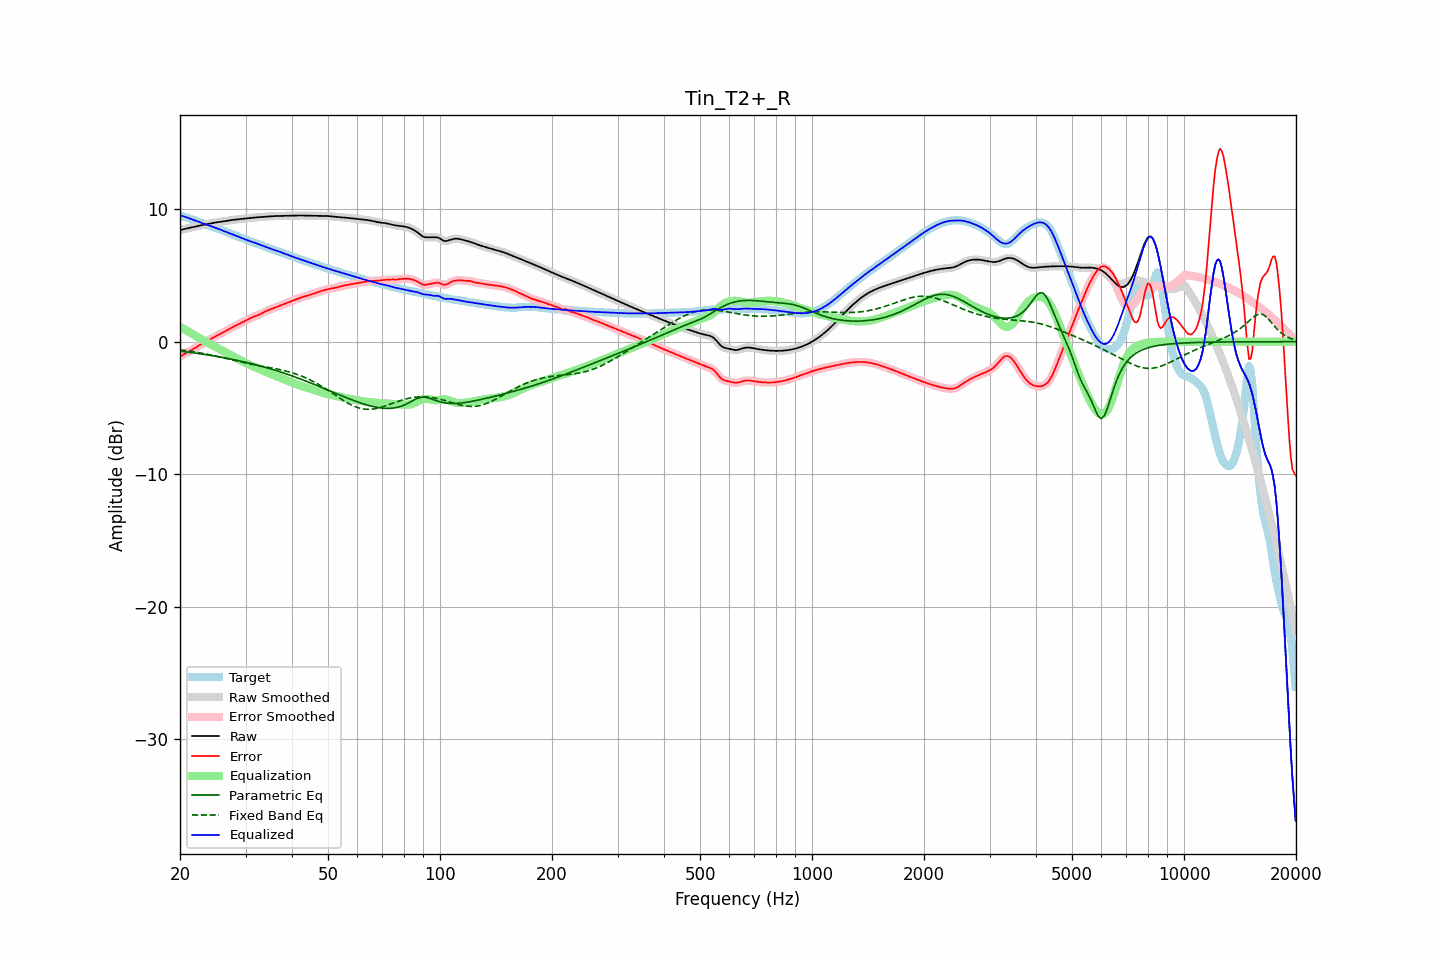 Tin_T2+_R
10
0
−10
−20
−30
Amplitude (dBr)
Target
Raw Smoothed
Error Smoothed
Raw
Error
Equalization
Parametric Eq
Fixed Band Eq
Equalized
20
50
100
200
500
1000
2000
5000
10000
20000
Frequency (Hz)